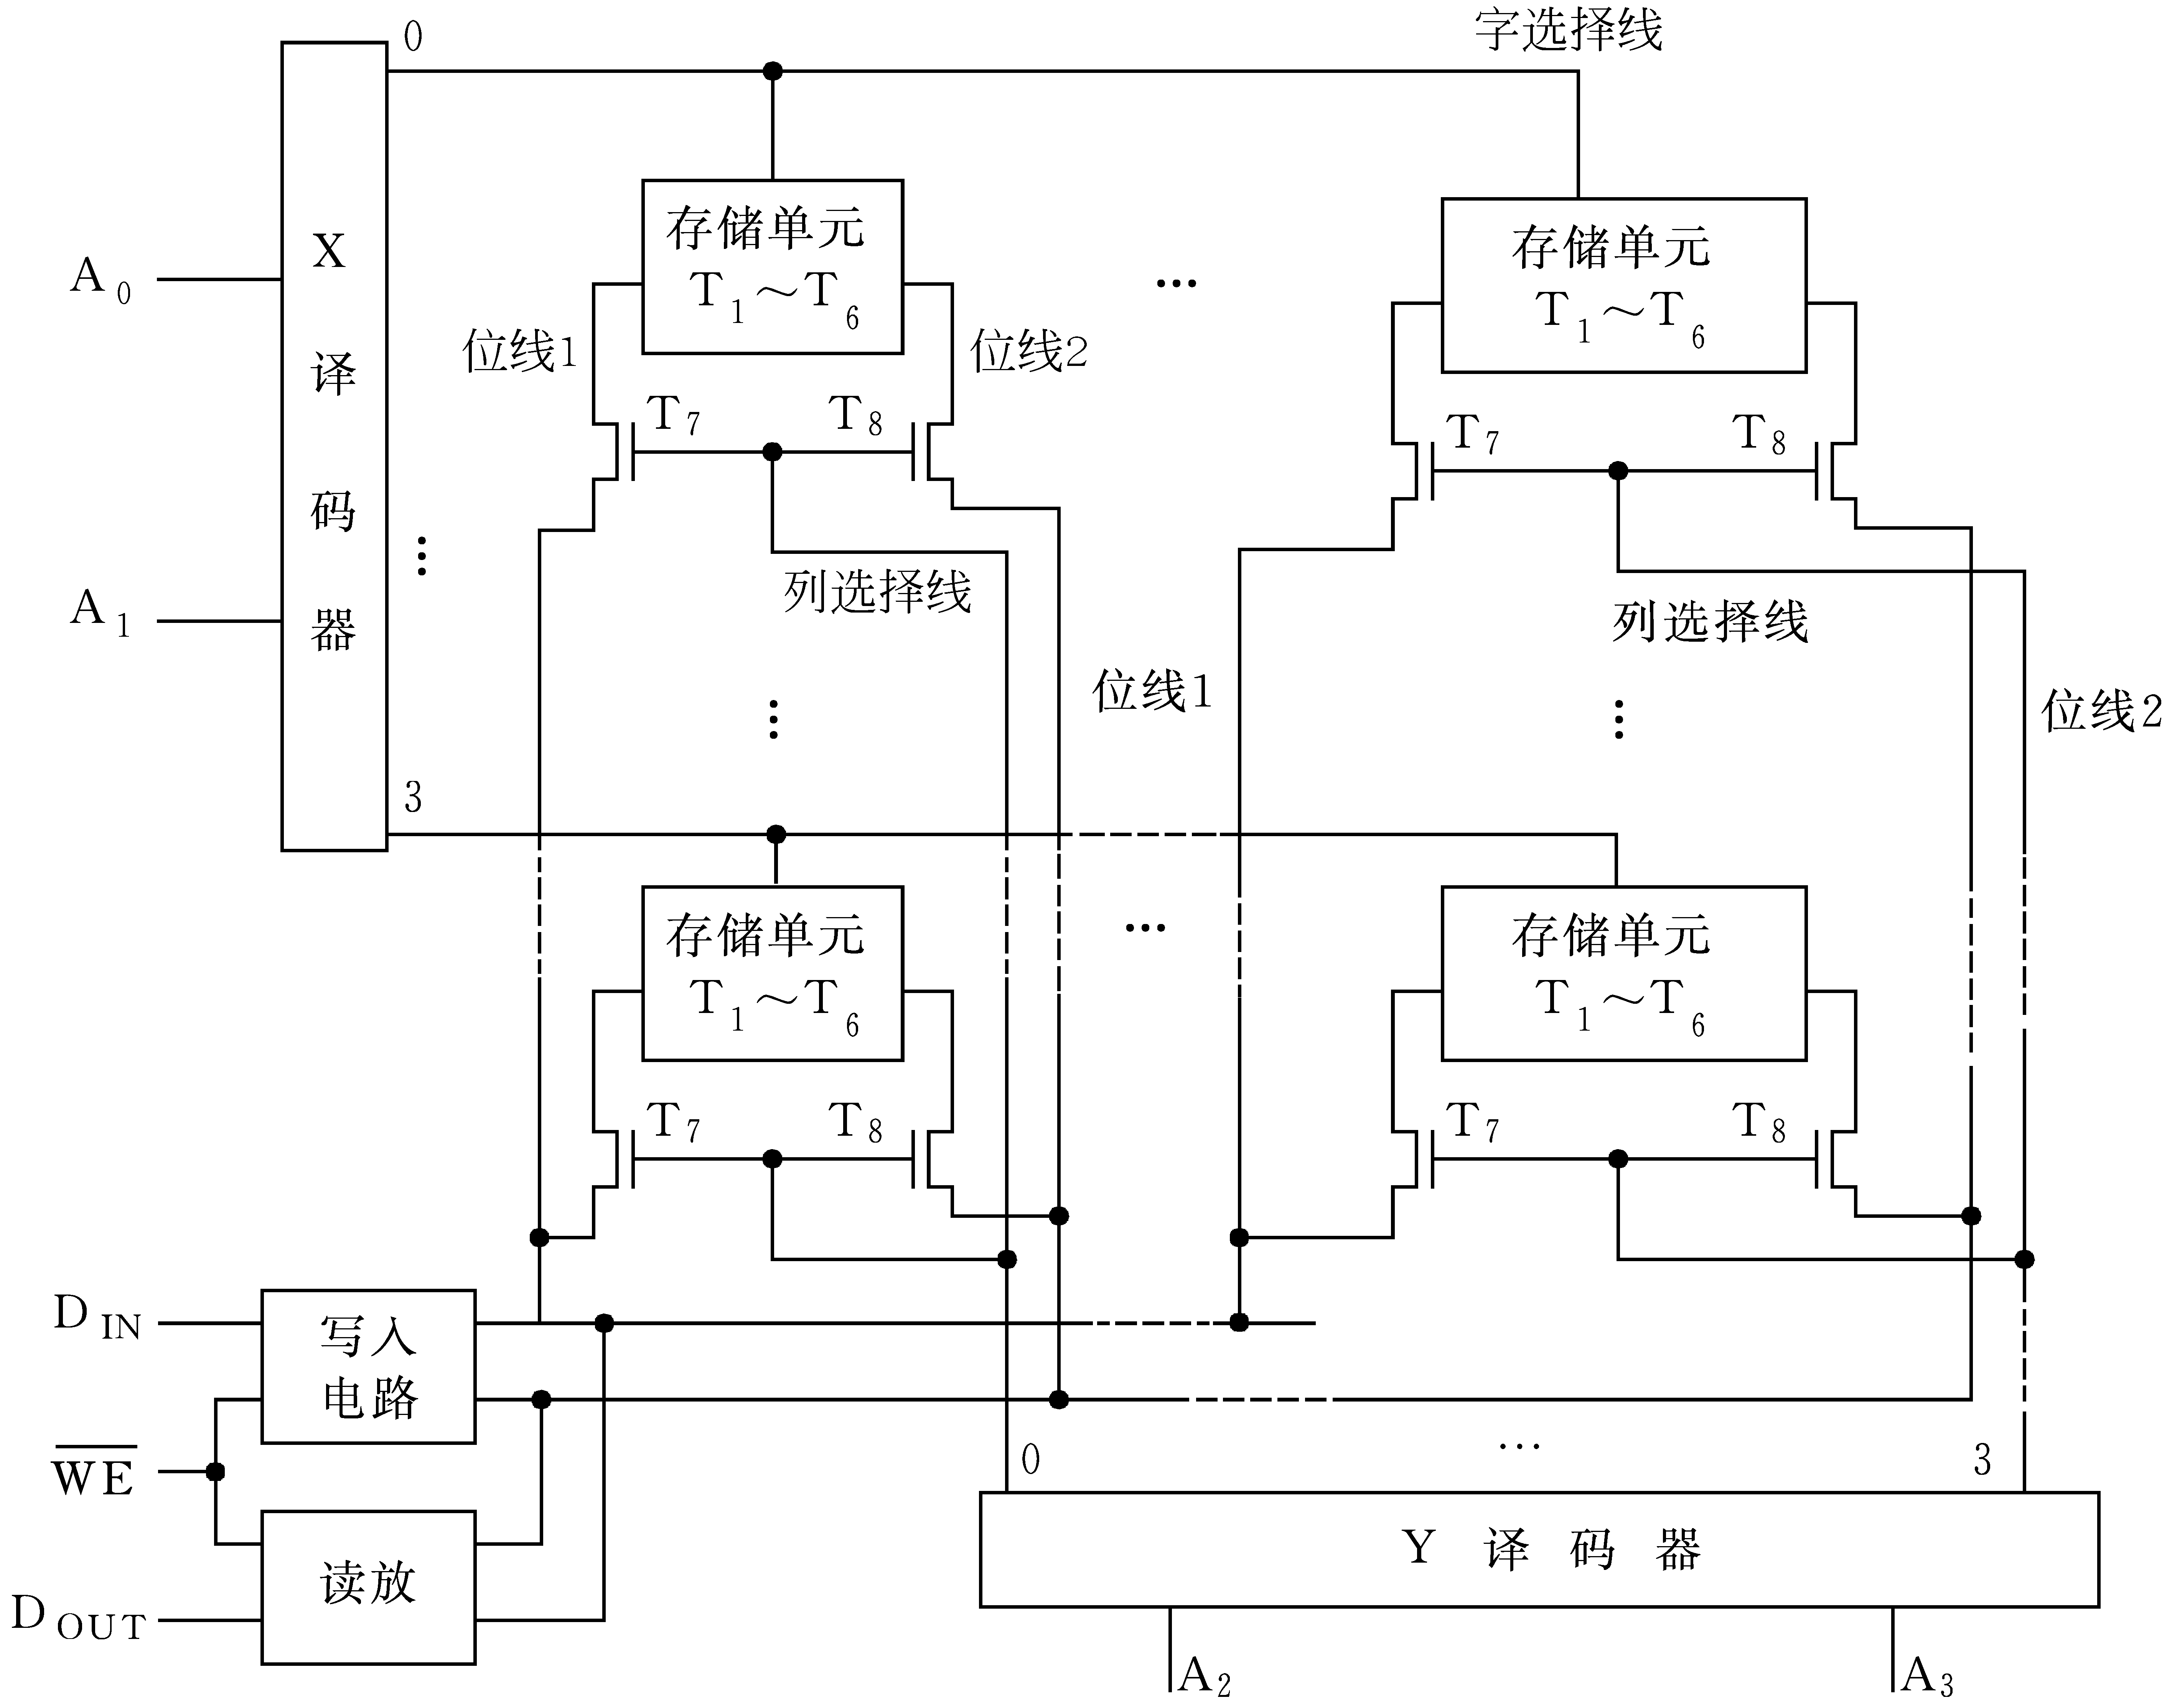 0
字选择线
X译码器
A0
A1
存储单元
T1～T6
…
存储单元
T1～T6
位线1
位线2
T7
T8
T7
T8
⋮
列选择线
列选择线
位线1
位线2
⋮
⋮
3
存储单元
T1～T6
…
存储单元
T1～T6
T7
T8
T7
T8
DIN
写入
电路
W̅E̅
0
…
3
读放
DOUT
Y译码器
A2
A3